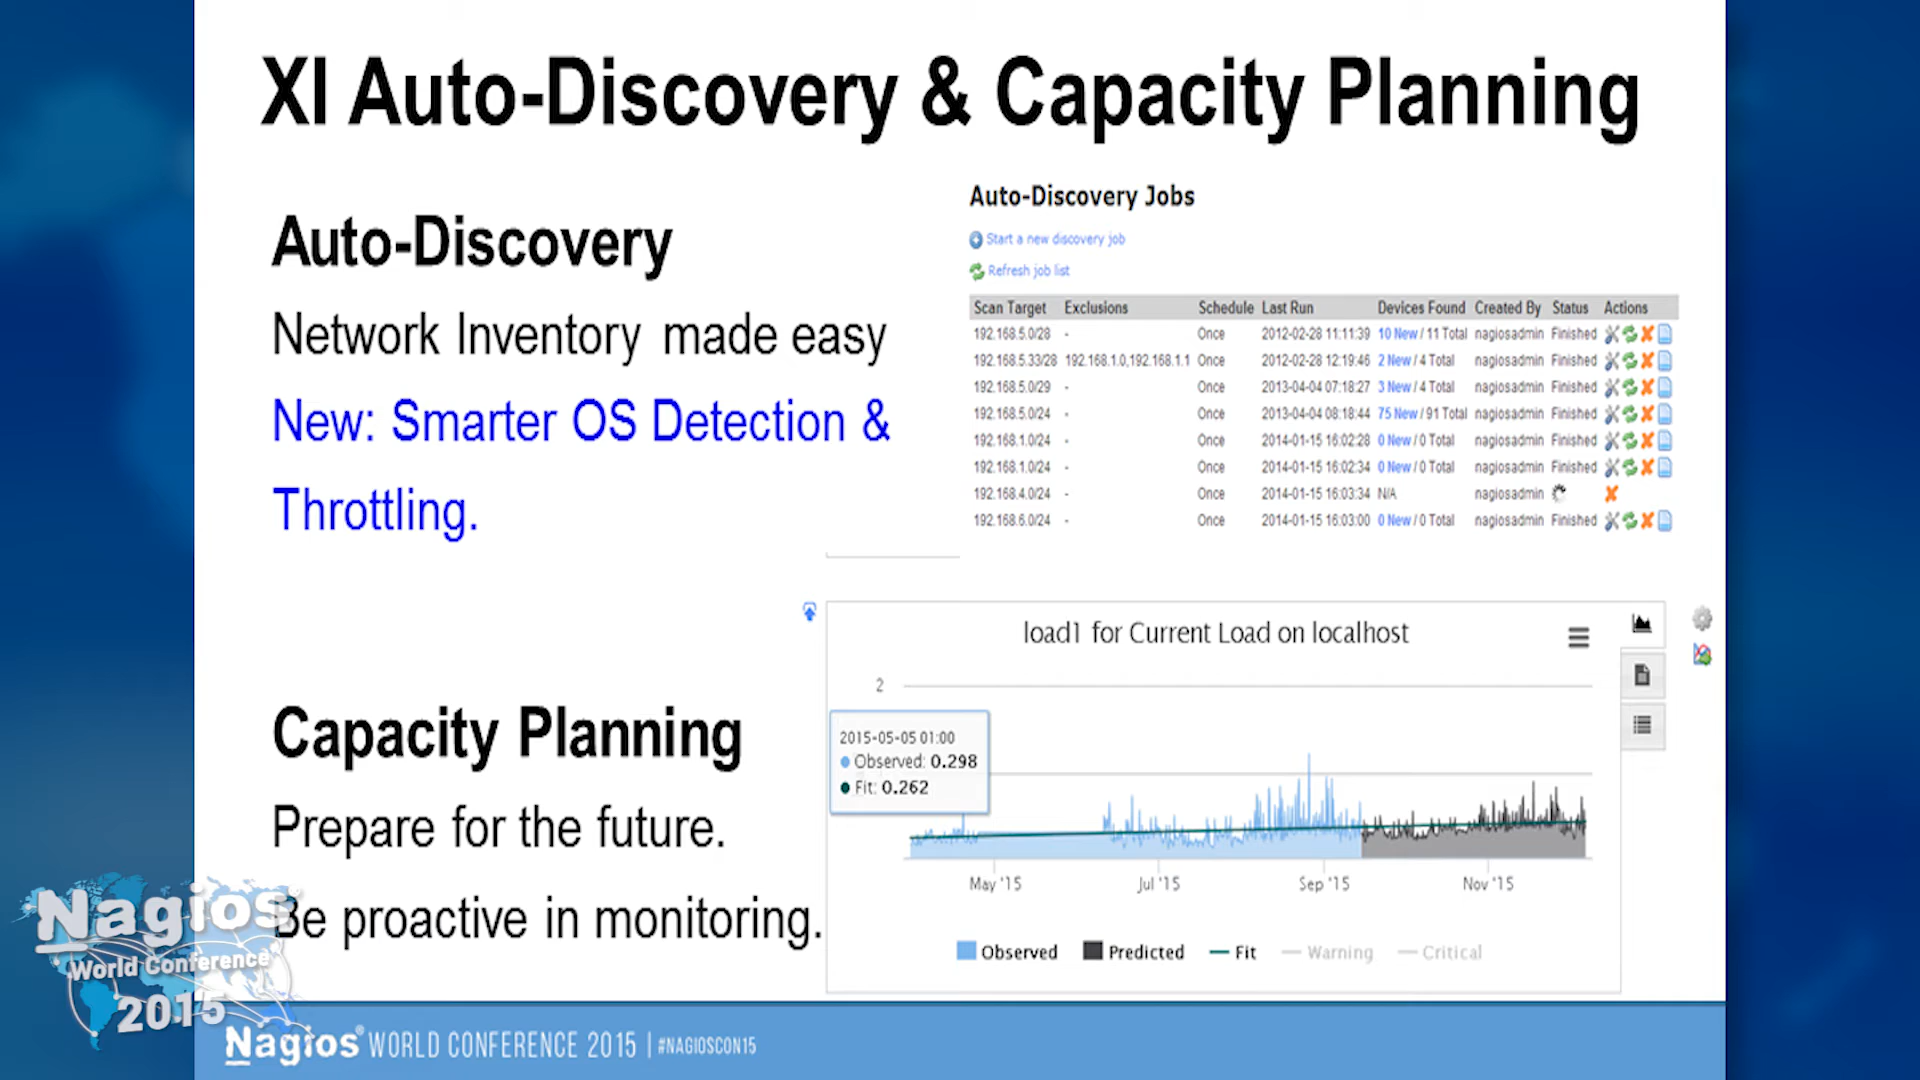 XI Auto-Discovery & Capacity Planning
Auto-Discovery
Network Inventory made easy
New: Smarter OS Detection &
Throttling.
Auto-Discovery Jobs
Start a new discovery job
Refresh job list
Scan Target Exclusions Schedule Last Run Devices Found Created By Status Actions
192.168.5.0/28 - Once 2012-02-28 11:11:39 10 New / 11 Total nagiosadmin Finished
192.168.5.33/28 192.168.1.0,192.168.1.1 Once 2012-02-28 12:19:46 2 New / 4 Total nagiosadmin Finished
192.168.5.0/29 - Once 2013-04-04 07:18:27 3 New / 4 Total nagiosadmin Finished
192.168.5.0/24 - Once 2013-04-04 08:18:44 75 New / 91 Total nagiosadmin Finished
192.168.1.0/24 - Once 2014-01-15 16:02:28 0 New / 0 Total nagiosadmin Finished
192.168.1.0/24 - Once 2014-01-15 16:02:34 0 New / 0 Total nagiosadmin Finished
192.168.4.0/24 - Once 2014-01-15 16:03:34 N/A nagiosadmin
192.168.6.0/24 - Once 2014-01-15 16:03:00 0 New / 0 Total nagiosadmin Finished
Capacity Planning
Prepare for the future.
Be proactive in monitoring.
load1 for Current Load on localhost
2
2015-05-05 01:00
Observed: 0.298
Fit: 0.262
May '15 Jul '15 Sep '15 Nov '15
Observed Predicted Fit Warning Critical
Nagios®
World Conference
2015
Nagios® WORLD CONFERENCE 2015 | #NAGIOSCON15